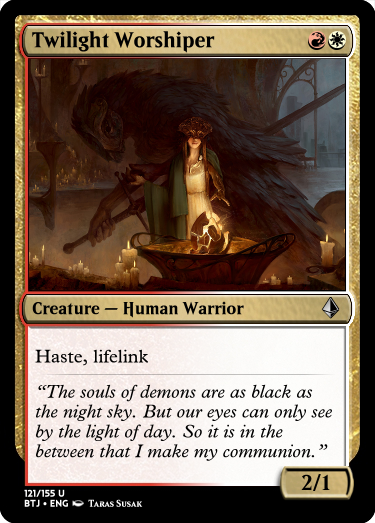 Twilight Worshiper
Creature — Human Warrior
Haste, lifelink
“The souls of demons are as black as
the night sky. But our eyes can only see
by the light of day. So it is in the
between that I make my communion.”
2/1
121/155 U
BTJ • ENG Taras Susak